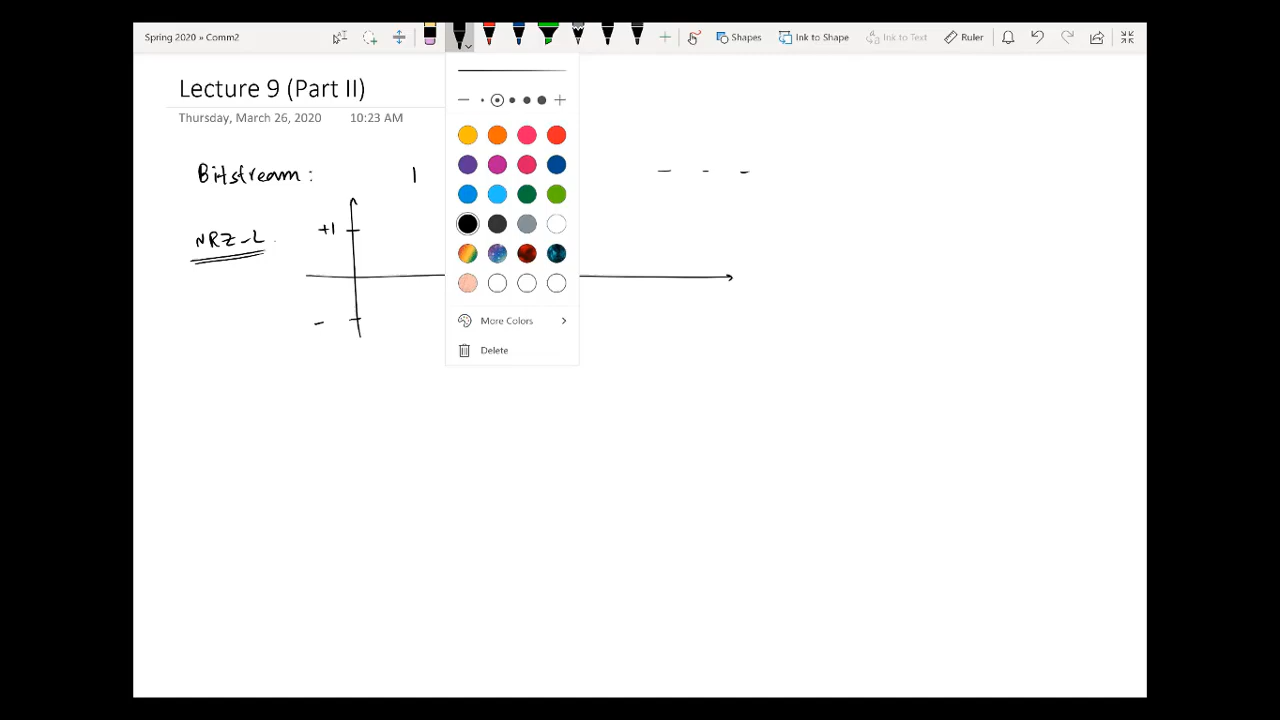 Spring 2020 » Comm2
Shapes
Ink to Shape
Ink to Text
Ruler
Lecture 9 (Part II)
Thursday, March 26, 2020 10:23 AM
Bitstream : 1 - - -
NRZ-L
+1
-
More Colors
Delete